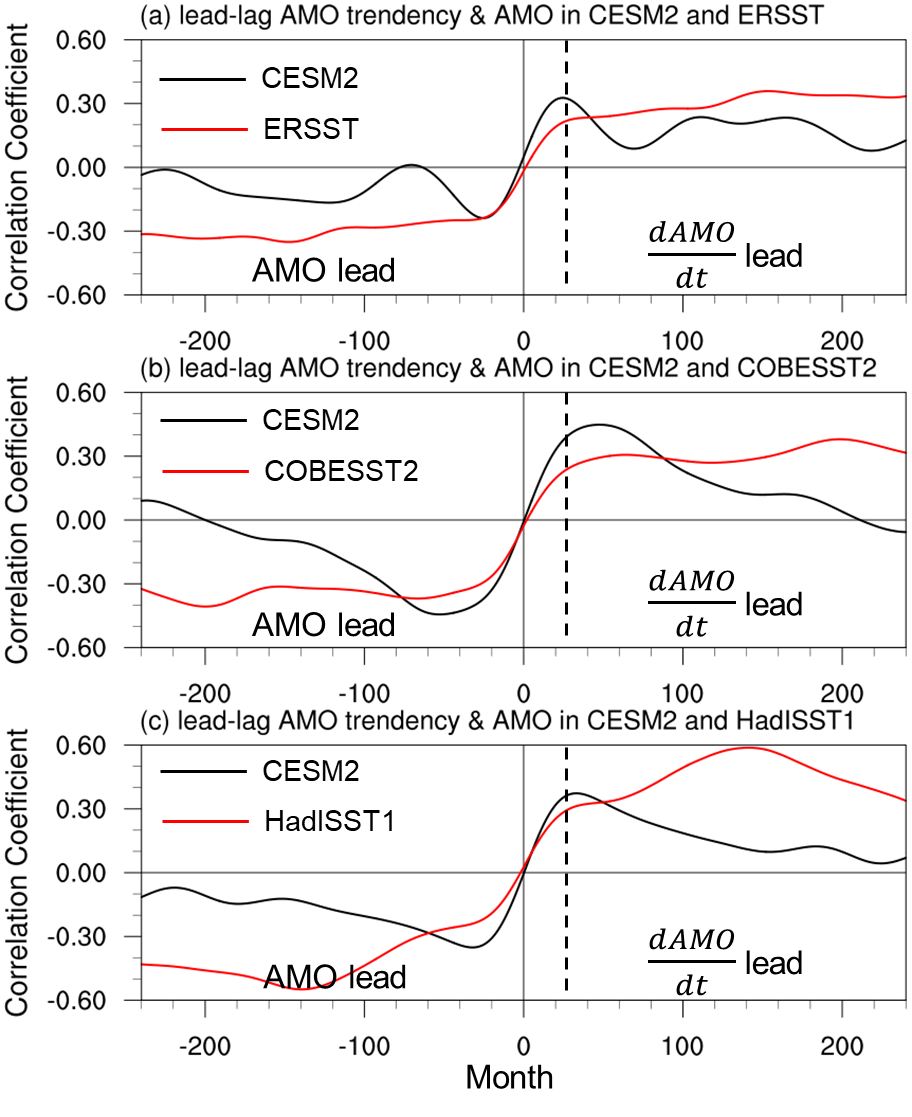 (a) lead-lag AMO trendency & AMO in CESM2 and ERSST
Correlation Coefficient
0.60
0.30
0.00
-0.30
-0.60
CESM2
ERSST
AMO lead
dAMO
dt
lead
-200 -100 0 100 200
(b) lead-lag AMO trendency & AMO in CESM2 and COBESST2
Correlation Coefficient
0.60
0.30
0.00
-0.30
-0.60
CESM2
COBESST2
AMO lead
dAMO
dt
lead
-200 -100 0 100 200
(c) lead-lag AMO trendency & AMO in CESM2 and HadISST1
Correlation Coefficient
0.60
0.30
0.00
-0.30
-0.60
CESM2
HadISST1
AMO lead
dAMO
dt
lead
-200 -100 0 100 200
Month